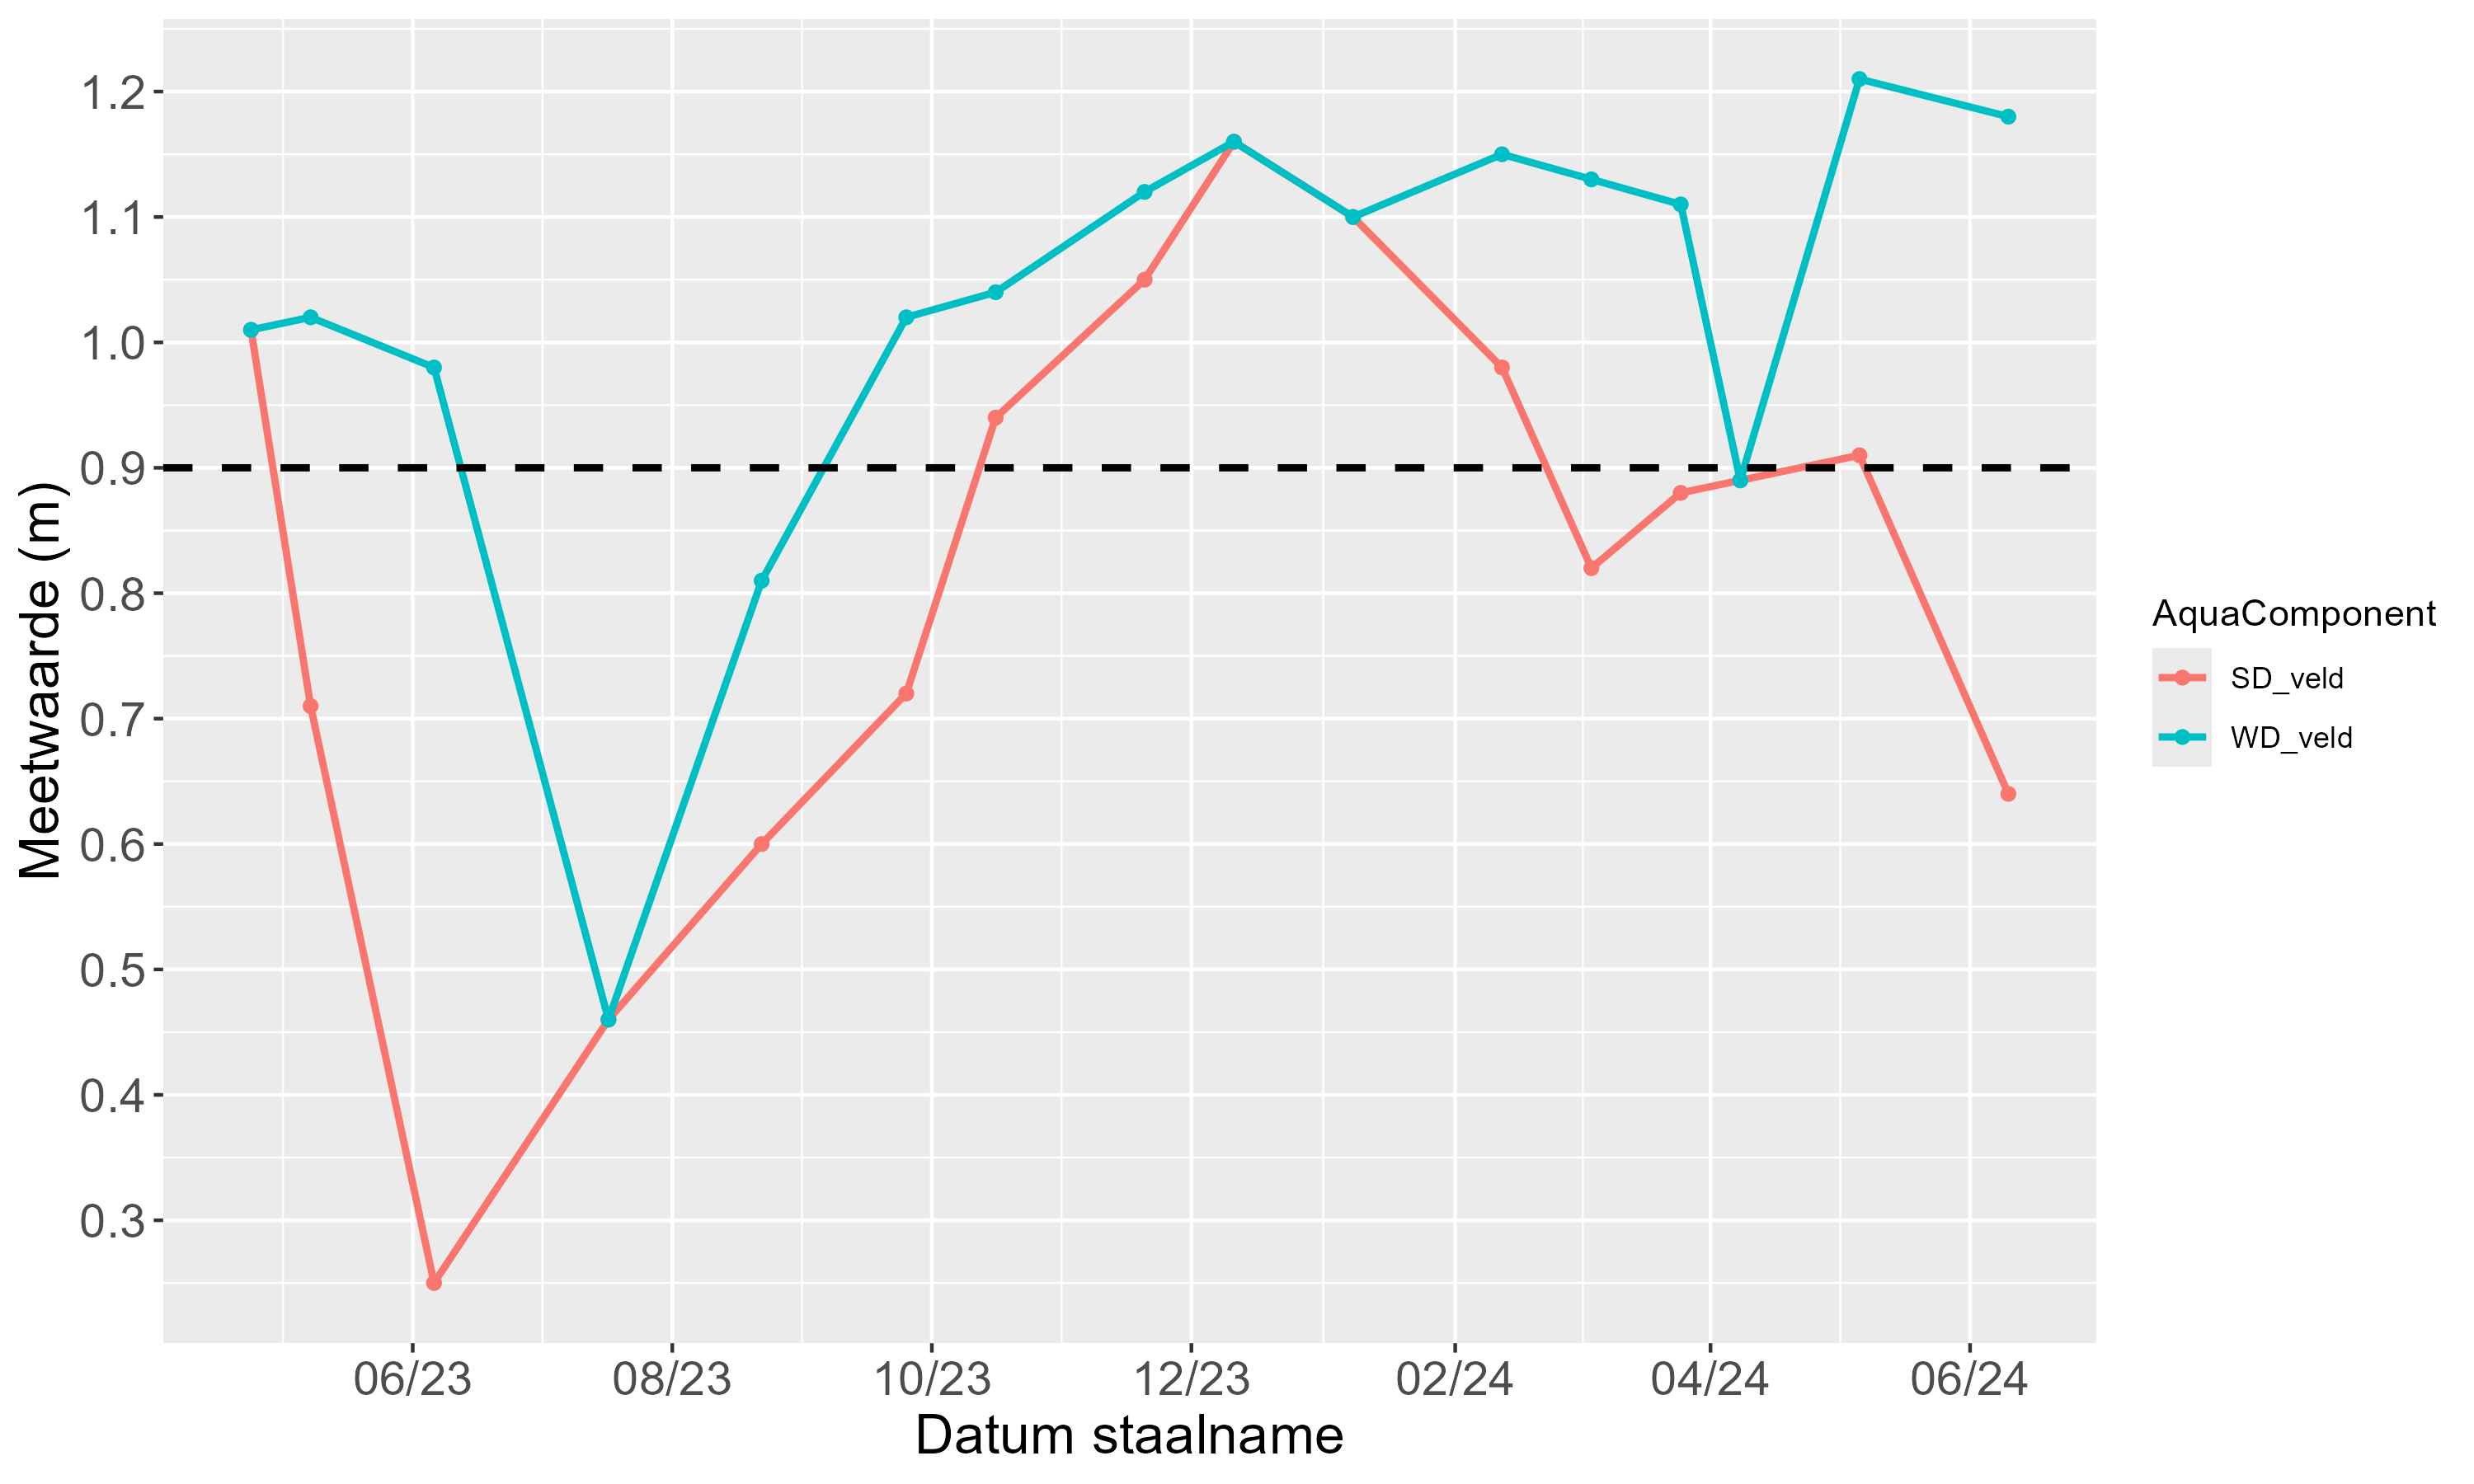 1.2
1.1
1.0
0.9
0.8
0.7
0.6
0.5
0.4
0.3
Meetwaarde (m)
06/23 08/23 10/23 12/23 02/24 04/24 06/24
Datum staalname
AquaComponent
SD_veld
WD_veld